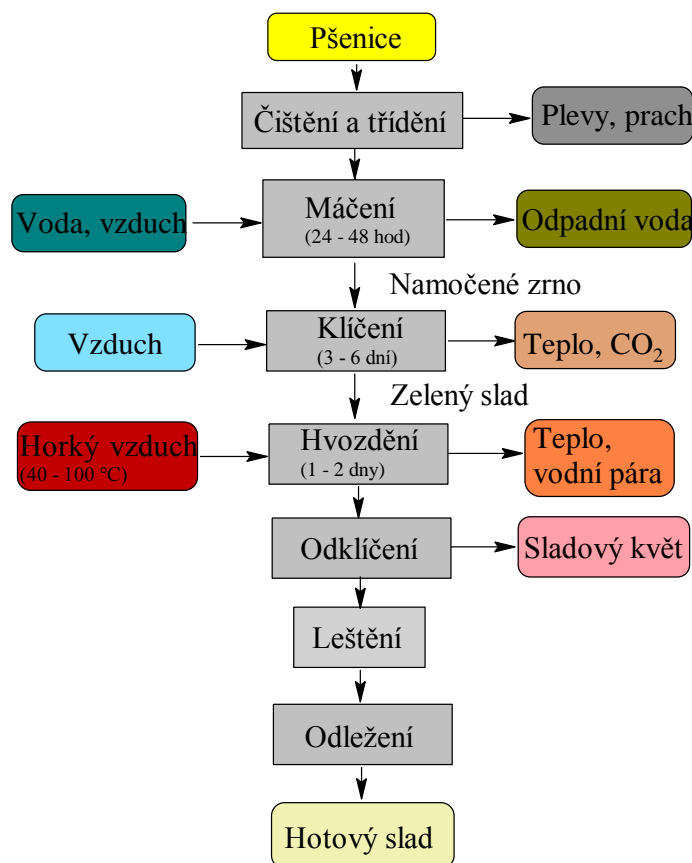 Pšenice
Čištění a třídění
Plevy, prach
Voda, vzduch
Máčení
(24 - 48 hod)
Odpadní voda
Namočené zrno
Vzduch
Klíčení
(3 - 6 dní)
Teplo, CO₂
Zelený slad
Horký vzduch
(40 - 100 °C)
Hvozdění
(1 - 2 dny)
Teplo,
vodní pára
Odklíčení
Sladový květ
Leštění
Odležení
Hotový slad